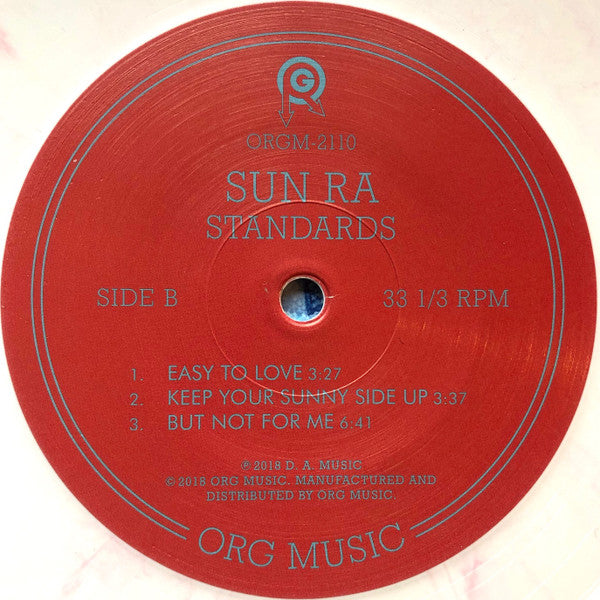 ORGM-2110
SUN RA
STANDARDS
SIDE B 33 1/3 RPM
1. EASY TO LOVE 3:27
2. KEEP YOUR SUNNY SIDE UP 3:37
3. BUT NOT FOR ME 6:41
℗ 2018 D. A. MUSIC
© 2018 ORG MUSIC. MANUFACTURED AND
DISTRIBUTED BY ORG MUSIC.
ORG MUSIC